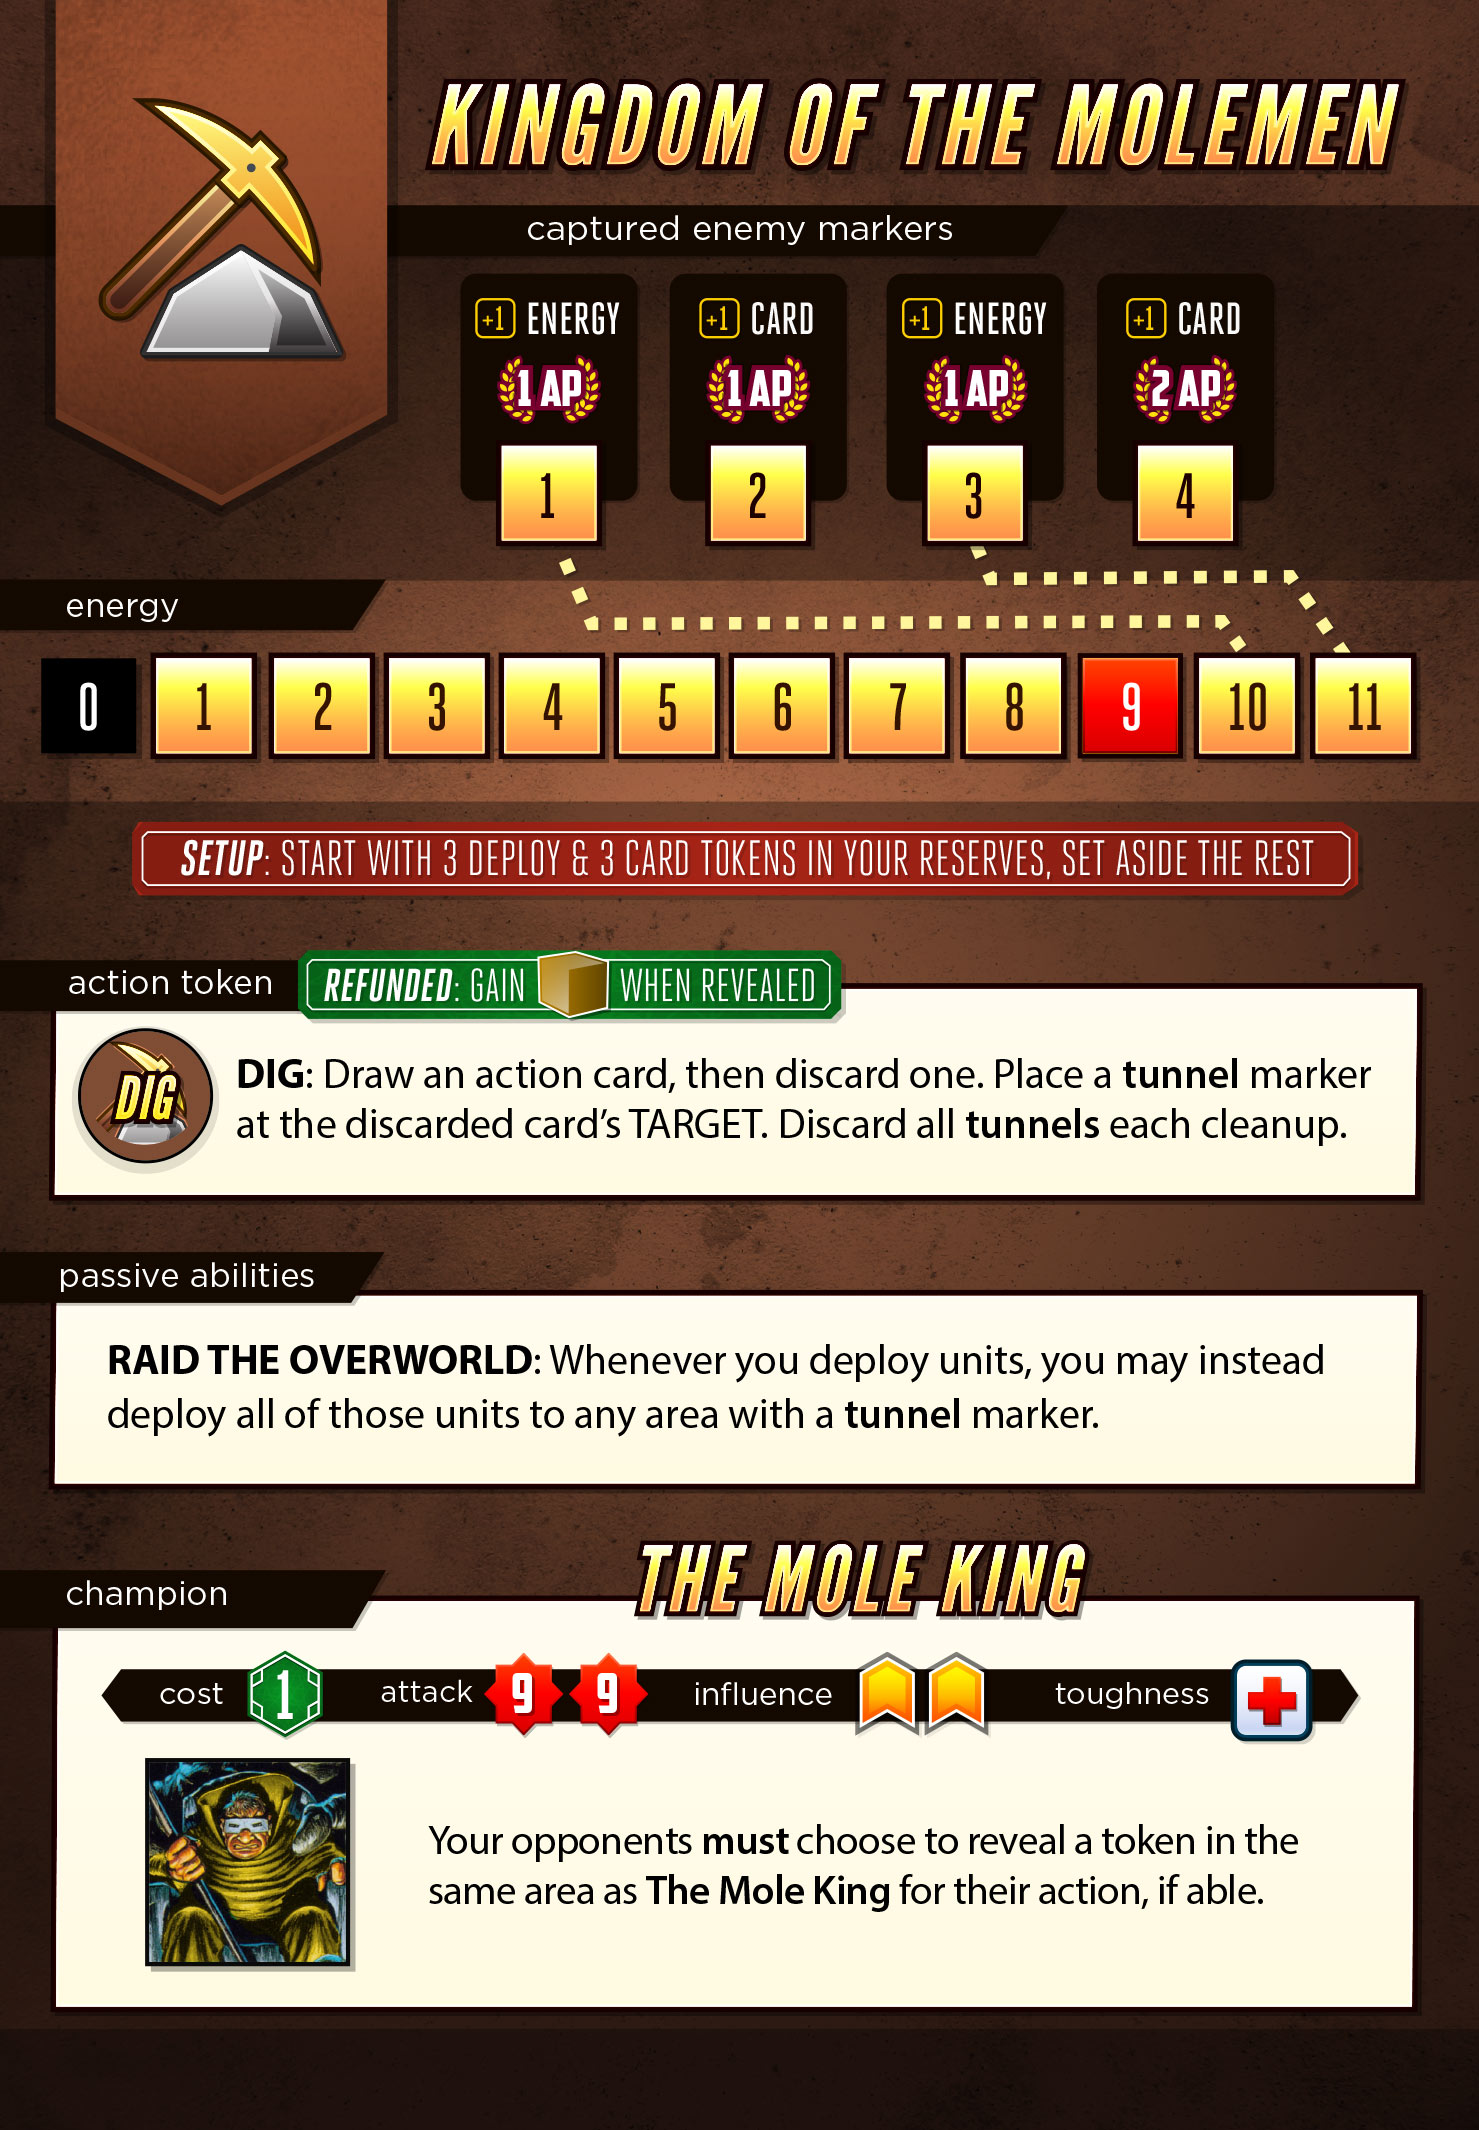 KINGDOM OF THE MOLEMEN
captured enemy markers
+1 ENERGY
1 AP
1
+1 CARD
1 AP
2
+1 ENERGY
1 AP
3
+1 CARD
2 AP
4
energy
0 1 2 3 4 5 6 7 8 9 10 11
SETUP: START WITH 3 DEPLOY & 3 CARD TOKENS IN YOUR RESERVES, SET ASIDE THE REST
action token
REFUNDED: GAIN WHEN REVEALED
DIG
DIG: Draw an action card, then discard one. Place a tunnel marker
at the discarded card's TARGET. Discard all tunnels each cleanup.
passive abilities
RAID THE OVERWORLD: Whenever you deploy units, you may instead
deploy all of those units to any area with a tunnel marker.
THE MOLE KING
champion
cost 1 attack 9 9 influence toughness
Your opponents must choose to reveal a token in the
same area as The Mole King for their action, if able.